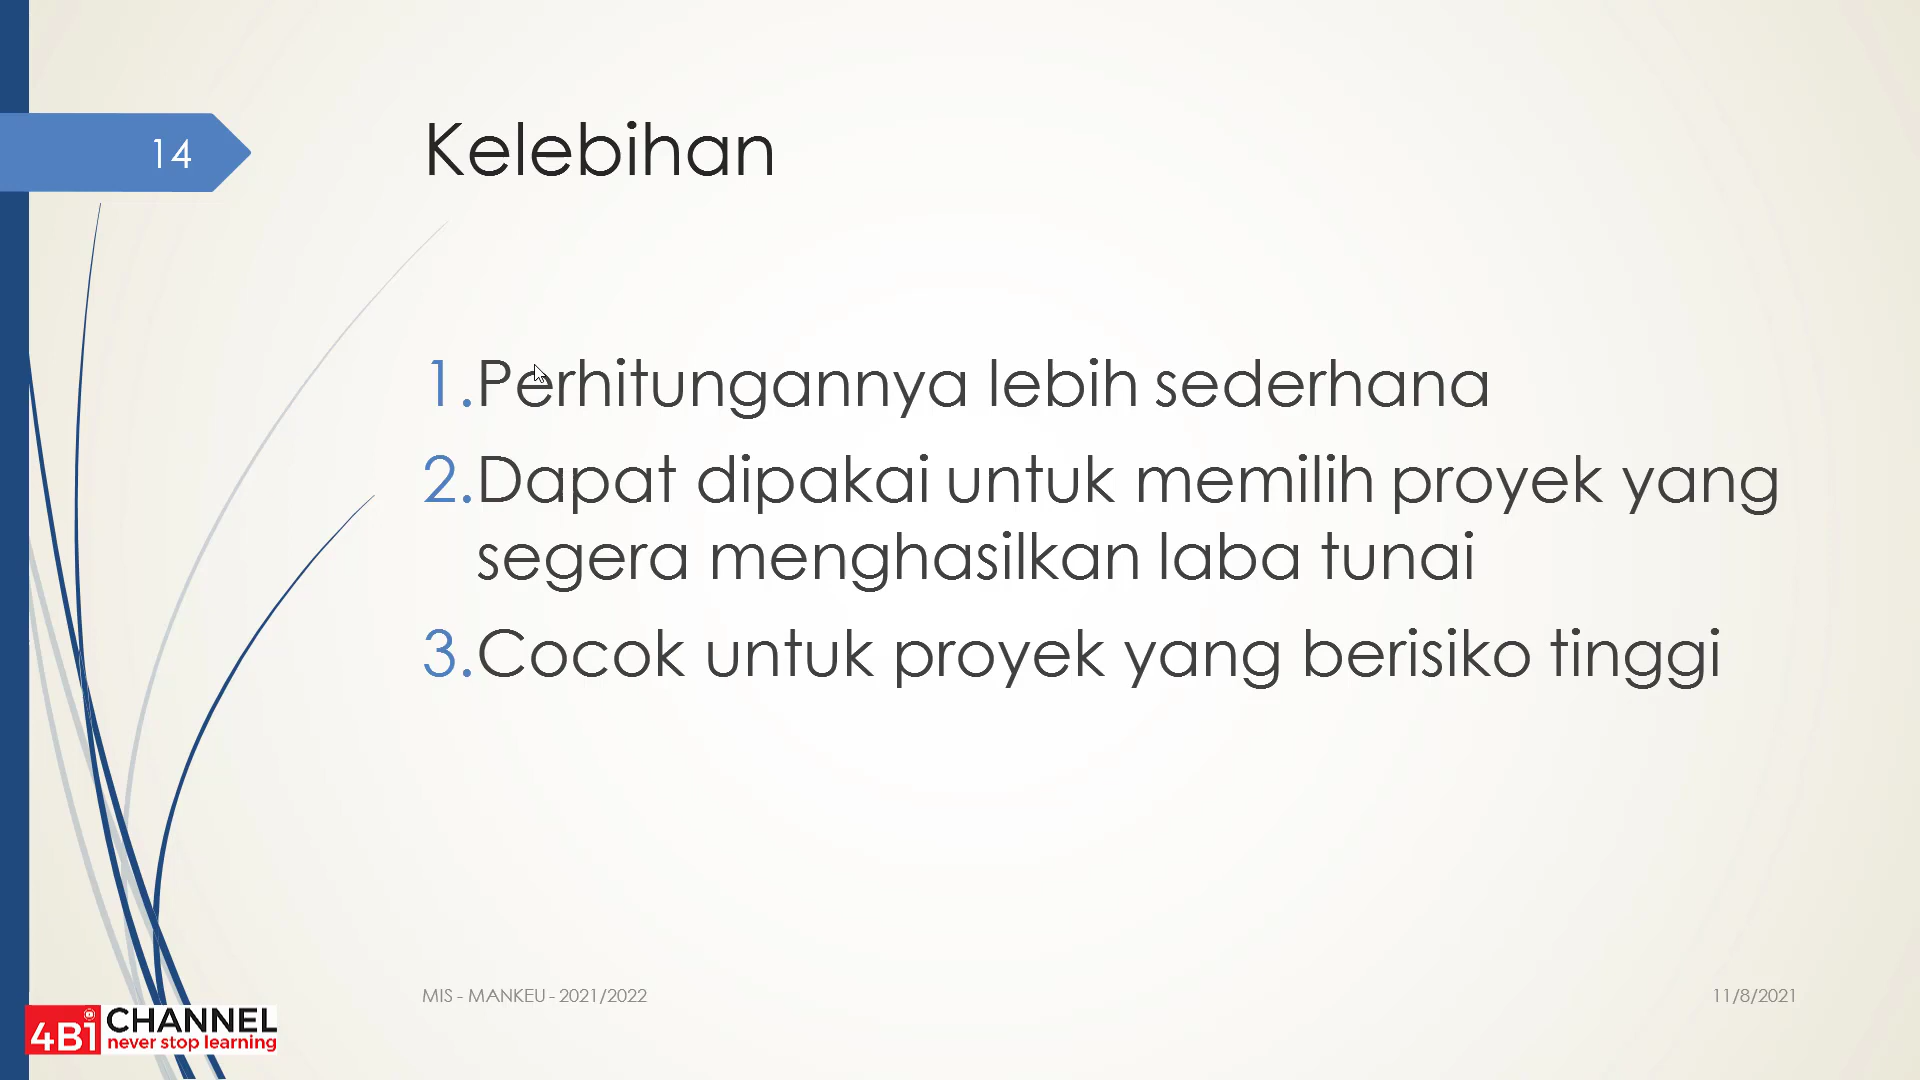 14
Kelebihan
1.Perhitungannya lebih sederhana
2.Dapat dipakai untuk memilih proyek yang
segera menghasilkan laba tunai
3.Cocok untuk proyek yang berisiko tinggi
MIS - MANKEU - 2021/2022
11/8/2021
4Bi CHANNEL
never stop learning